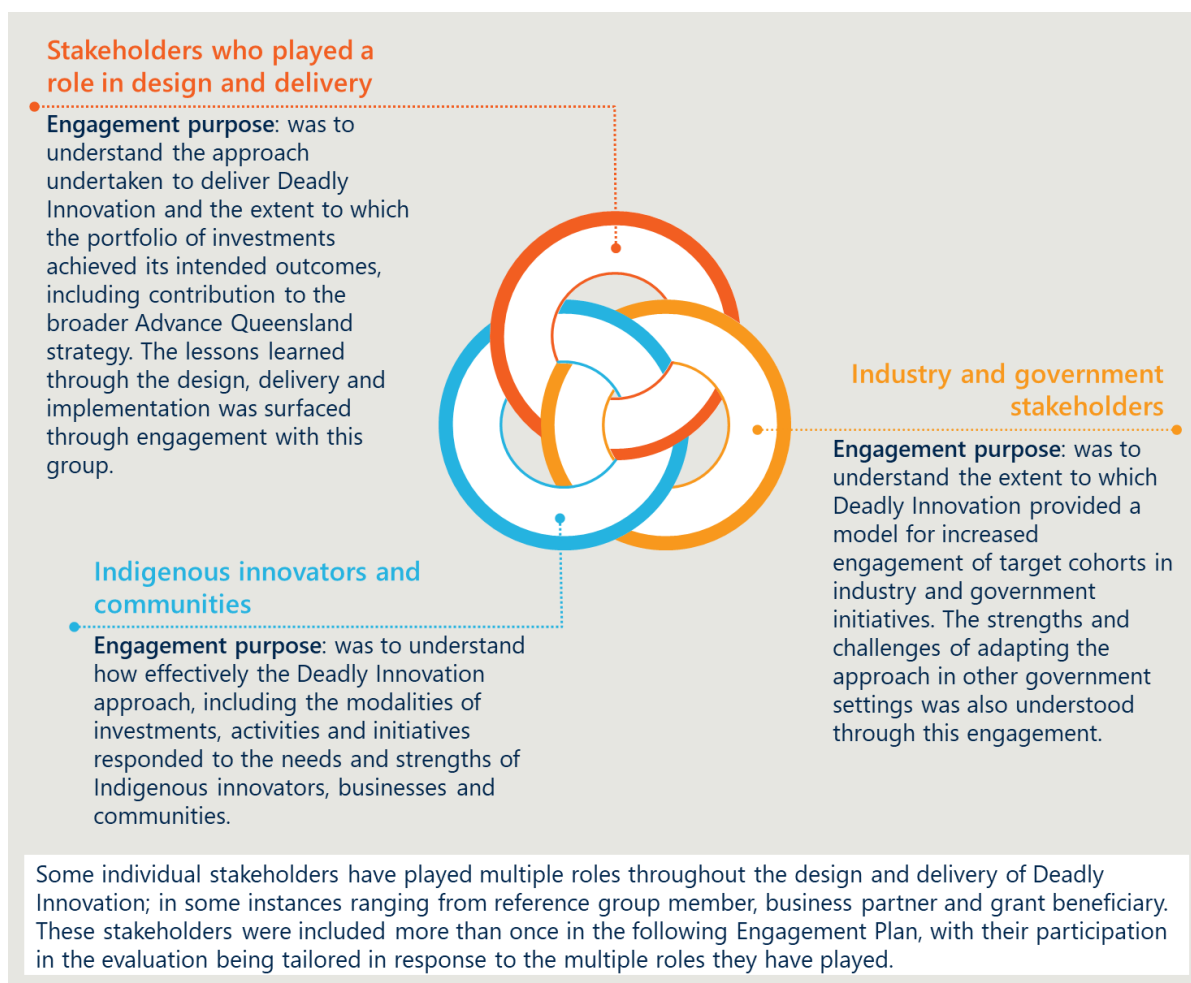 Stakeholders who played a
role in design and delivery
Engagement purpose: was to
understand the approach
undertaken to deliver Deadly
Innovation and the extent to which
the portfolio of investments
achieved its intended outcomes,
including contribution to the
broader Advance Queensland
strategy. The lessons learned
through the design, delivery and
implementation was surfaced
through engagement with this
group.
Industry and government
stakeholders
Engagement purpose: was to
understand the extent to which
Deadly Innovation provided a
model for increased
engagement of target cohorts in
industry and government
initiatives. The strengths and
challenges of adapting the
approach in other government
settings was also understood
through this engagement.
Indigenous innovators and
communities
Engagement purpose: was to understand
how effectively the Deadly Innovation
approach, including the modalities of
investments, activities and initiatives
responded to the needs and strengths of
Indigenous innovators, businesses and
communities.
Some individual stakeholders have played multiple roles throughout the design and delivery of Deadly
Innovation; in some instances ranging from reference group member, business partner and grant beneficiary.
These stakeholders were included more than once in the following Engagement Plan, with their participation
in the evaluation being tailored in response to the multiple roles they have played.